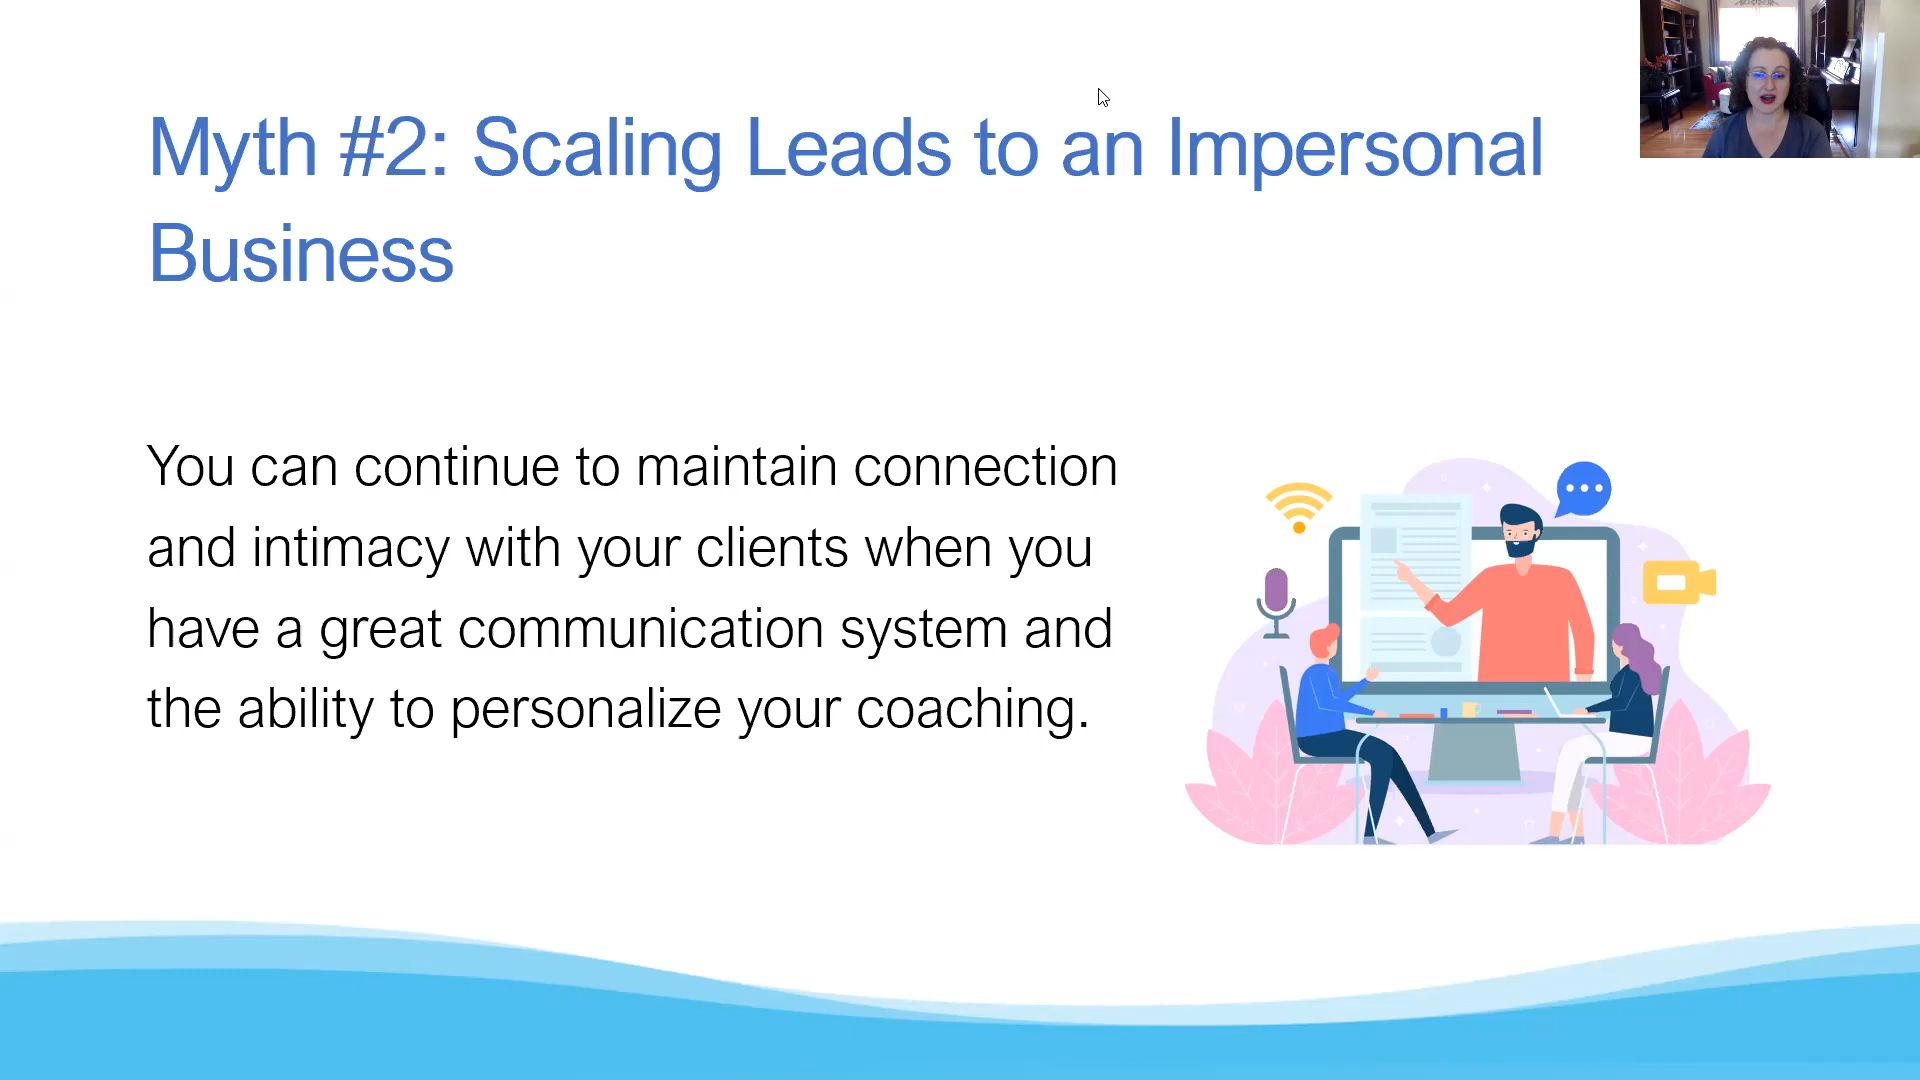 Myth #2: Scaling Leads to an Impersonal
Business
You can continue to maintain connection
and intimacy with your clients when you
have a great communication system and
the ability to personalize your coaching.